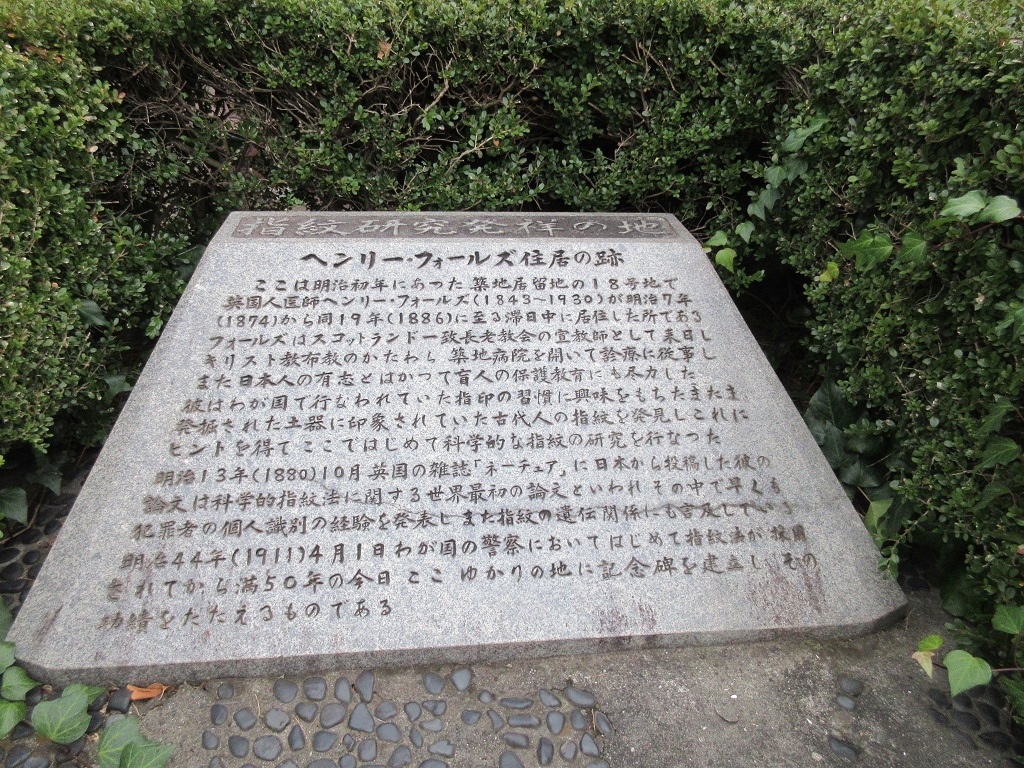 指紋研究発祥の地
ヘンリー・フォールズ住居の跡
ここは明治初年にあった 築地居留地の18号地で
英国人医師ヘンリー・フォールズ(1843～1930)が明治7年
(1874)から同19年(1886)に至る滞日中に居住した所である
フォールズはスコットランド一致長老教会の宣教師として来日し
キリスト教布教のかたわら 築地病院を開いて診療に従事し
また日本人の有志とはかって盲人の保護教育にも尽力した
彼はわが国で行なわれていた指印の習慣に興味をもちたまたま
発掘された土器に印象されていた古代人の指紋を発見しこれに
ヒントを得て ここではじめて科学的な指紋の研究を行なった
明治13年(1880)10月 英国の雑誌「ネーチュア」に日本から投稿した彼の
論文は科学的指紋法に関する世界最初の論文といわれ その中で早くも
犯罪者の個人識別の経験を発表しまた指紋の遺伝関係にも言及している
明治44年(1911)4月1日わが国の警察においてはじめて指紋法が採用
されてから満50年の今日 ここ ゆかりの地に記念碑を建立し その
功績をたたえるものである